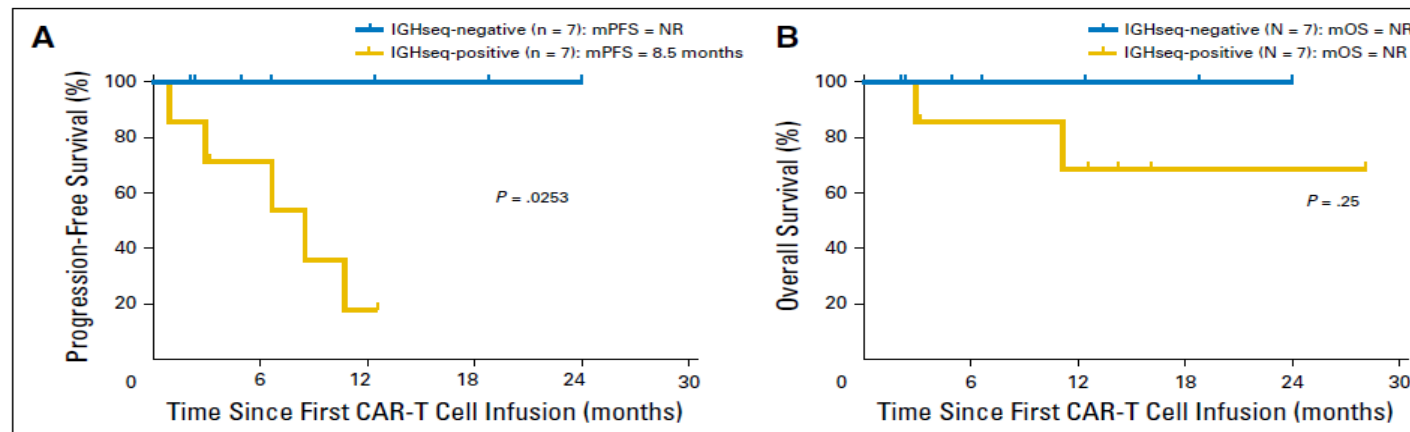 A
IGHseq-negative (n = 7): mPFS = NR
IGHseq-positive (n = 7): mPFS = 8.5 months
Progression-Free Survival (%)
100
80
60
40
20
0
P = .0253
6 12 18 24 30
Time Since First CAR-T Cell Infusion (months)
B
IGHseq-negative (N = 7): mOS = NR
IGHseq-positive (N = 7): mOS = NR
Overall Survival (%)
100
80
60
40
20
0
P = .25
6 12 18 24 30
Time Since First CAR-T Cell Infusion (months)